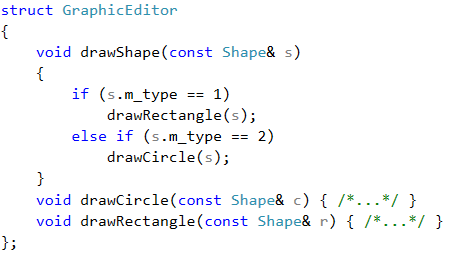 struct GraphicEditor
{
    void drawShape(const Shape& s)
    {
        if (s.m_type == 1)
            drawRectangle(s);
        else if (s.m_type == 2)
            drawCircle(s);
    }
    void drawCircle(const Shape& c) { /*...*/ }
    void drawRectangle(const Shape& r) { /*...*/ }
};